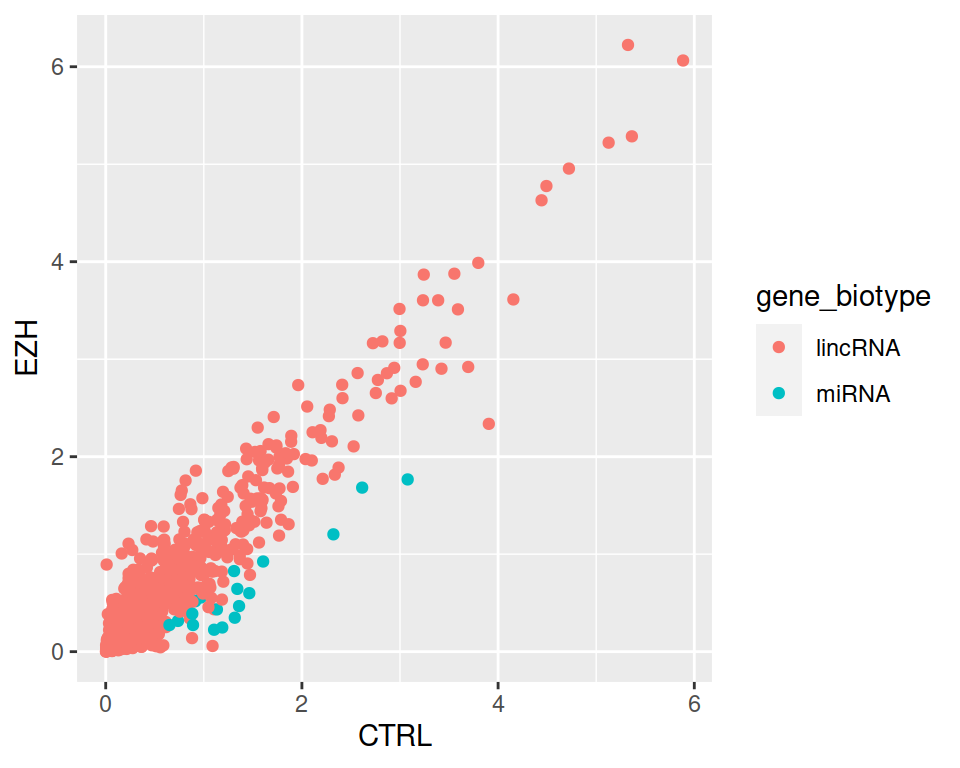 6
4
2
0
EZH
0 2 4 6
CTRL
gene_biotype
lincRNA
miRNA